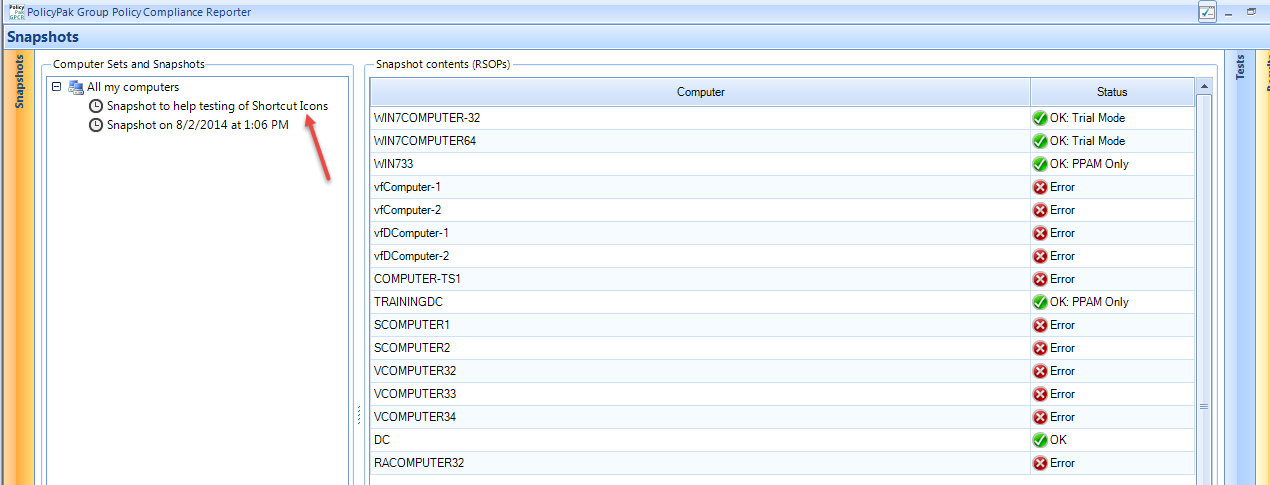 Policy
Pak
GPCR
PolicyPak Group Policy Compliance Reporter
Snapshots
Snapshots
Computer Sets and Snapshots
All my computers
Snapshot to help testing of Shortcut Icons
Snapshot on 8/2/2014 at 1:06 PM
Snapshot contents (RSOPs)
Computer Status
WIN7COMPUTER-32 OK: Trial Mode
WIN7COMPUTER64 OK: Trial Mode
WIN733 OK: PPAM Only
vfComputer-1 Error
vfComputer-2 Error
vfDComputer-1 Error
vfDComputer-2 Error
COMPUTER-TS1 Error
TRAININGDC OK: PPAM Only
SCOMPUTER1 Error
SCOMPUTER2 Error
VCOMPUTER32 Error
VCOMPUTER33 Error
VCOMPUTER34 Error
DC OK
RACOMPUTER32 Error
Tests